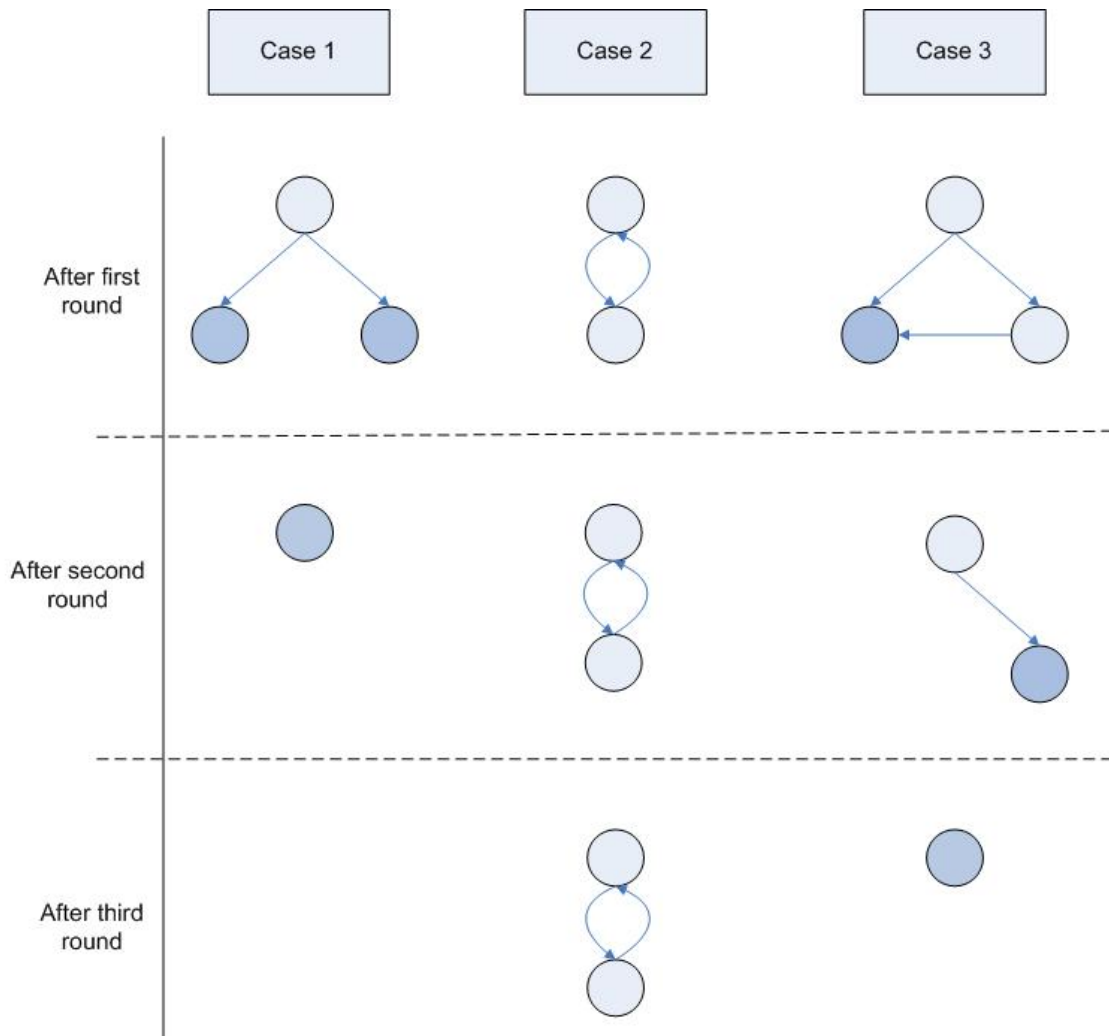 Case 1
Case 2
Case 3
After first
round
After second
round
After third
round